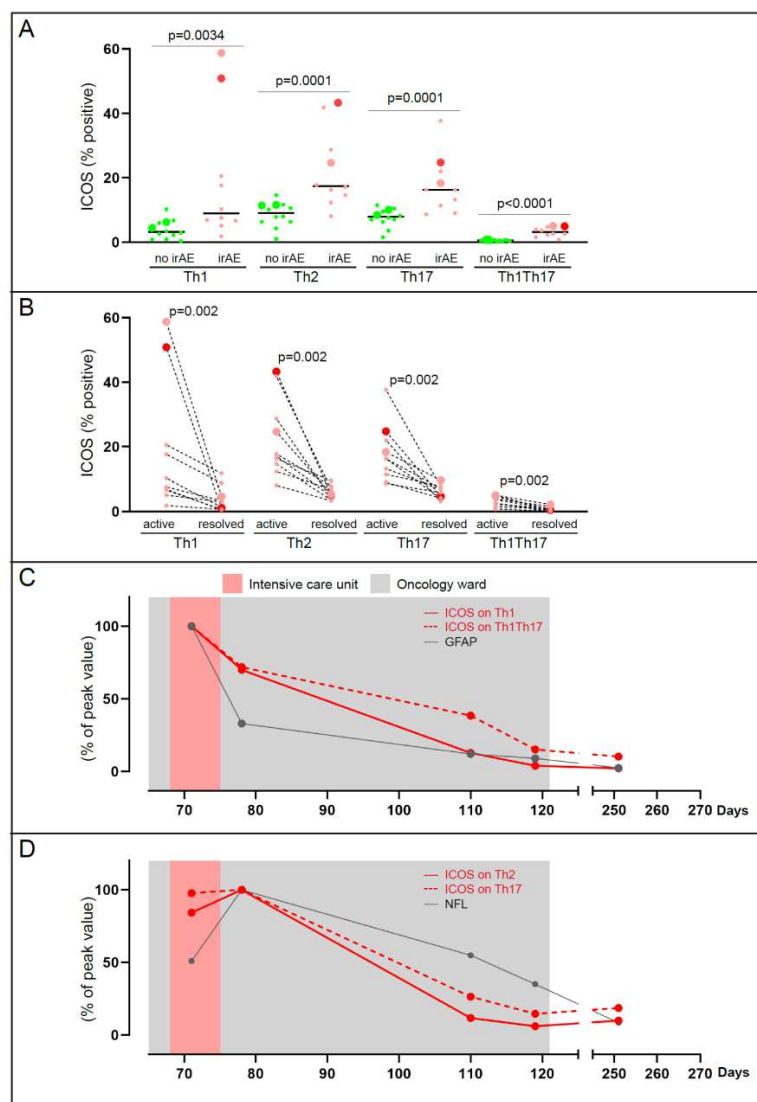 A
ICOS (% positive)
60
40
20
0
p=0.0034
p=0.0001
p=0.0001
p<0.0001
no irAE irAE no irAE irAE no irAE irAE no irAE irAE
Th1 Th2 Th17 Th1Th17
B
ICOS (% positive)
60
40
20
0
p=0.002
p=0.002
p=0.002
p=0.002
active resolved active resolved active resolved active resolved
Th1 Th2 Th17 Th1Th17
C
Intensive care unit Oncology ward
ICOS on Th1
ICOS on Th1Th17
GFAP
(% of peak value)
100
50
0
70 80 90 100 110 120 250 260 270 Days
D
ICOS on Th2
ICOS on Th17
NFL
(% of peak value)
100
50
0
70 80 90 100 110 120 250 260 270 Days